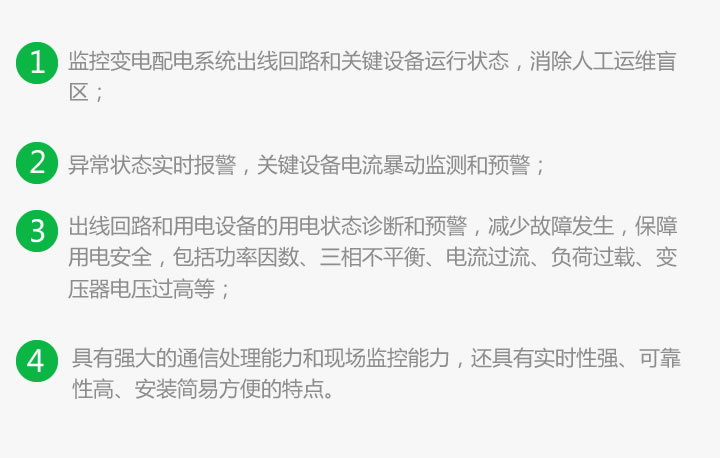 1 监控变电配电系统出线回路和关键设备运行状态，消除人工运维盲
区；
2 异常状态实时报警，关键设备电流暴动监测和预警；
3 出线回路和用电设备的用电状态诊断和预警，减少故障发生，保障
用电安全，包括功率因数、三相不平衡、电流过流、负荷过载、变
压器电压过高等；
4 具有强大的通信处理能力和现场监控能力，还具有实时性强、可靠
性高、安装简易方便的特点。